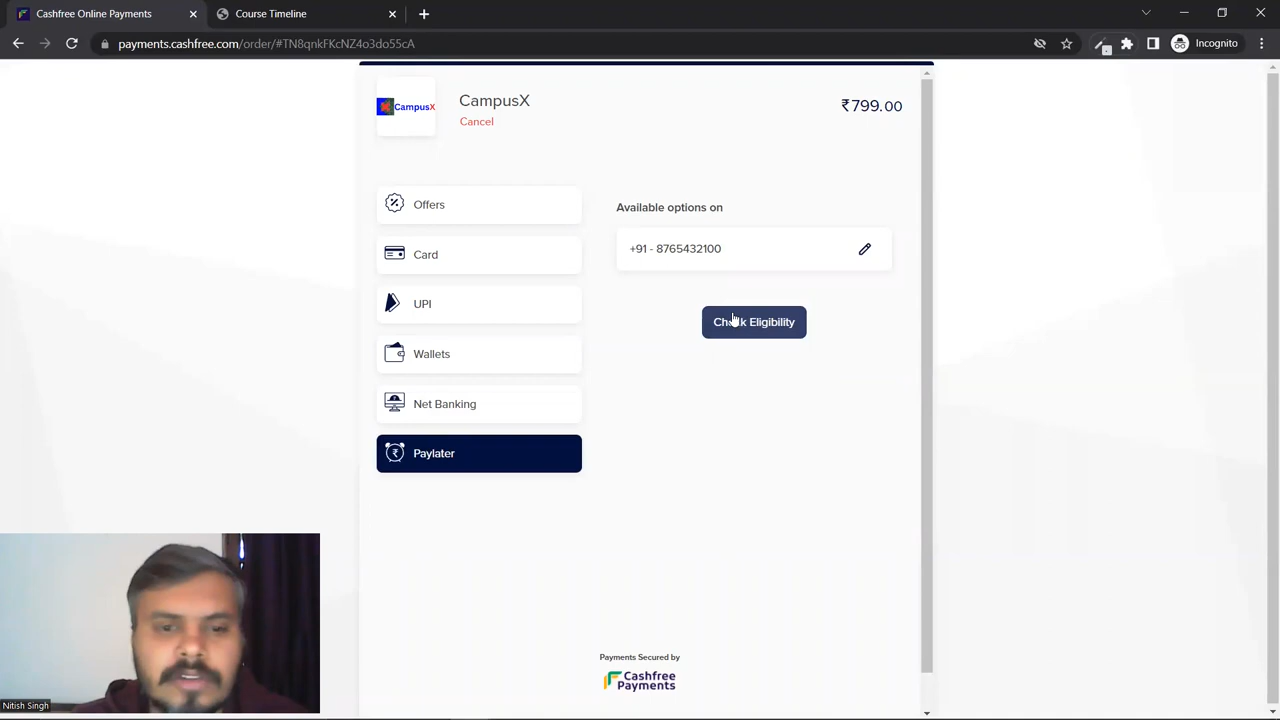 Cashfree Online Payments
Course Timeline
payments.cashfree.com/order/#TN8qnkFKcNZ4o3do55cA
Incognito
CampusX
CampusX
Cancel
₹799.00
Offers
Card
UPI
Wallets
Net Banking
Paylater
Available options on
+91 - 8765432100
Check Eligibility
Payments Secured by
Cashfree
Payments
Nitish Singh